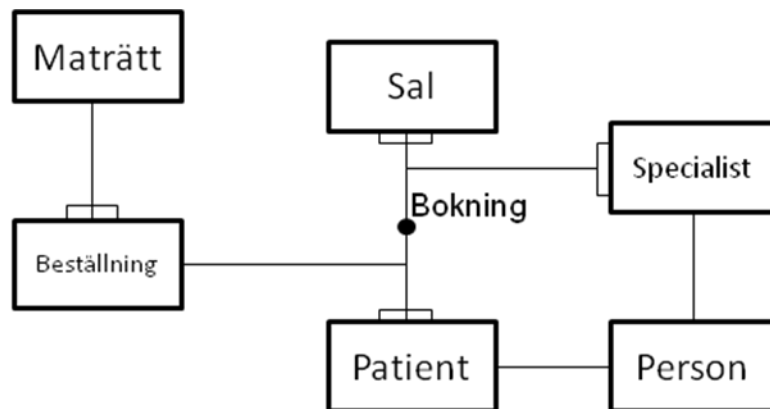 Maträtt
Sal
Specialist
Bokning
Beställning
Patient
Person